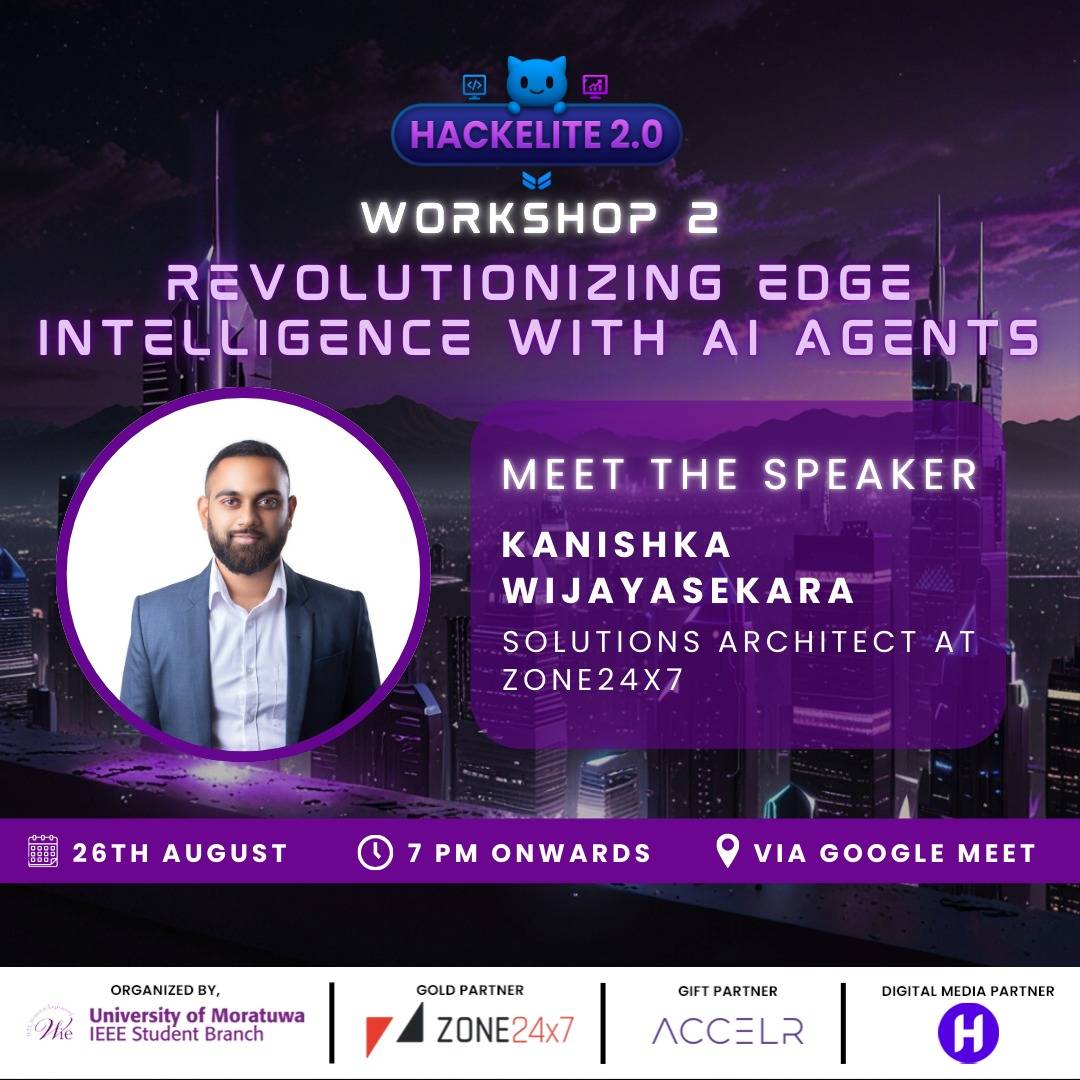 HACKELITE 2.0
WORKSHOP 2
REVOLUTIONIZING EDGE
INTELLIGENCE WITH AI AGENTS
MEET THE SPEAKER
KANISHKA
WIJAYASEKARA
SOLUTIONS ARCHITECT AT
ZONE24X7
26TH AUGUST
7 PM ONWARDS
VIA GOOGLE MEET
ORGANIZED BY,
WIE
University of Moratuwa
IEEE Student Branch
GOLD PARTNER
ZONE24x7
GIFT PARTNER
ACCELR
DIGITAL MEDIA PARTNER
H